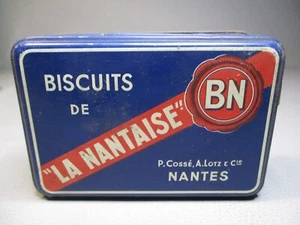 BISCUITS
DE
"LA NANTAISE"
BN
P. COSSÉ, A. LOTZ & CIE
NANTES